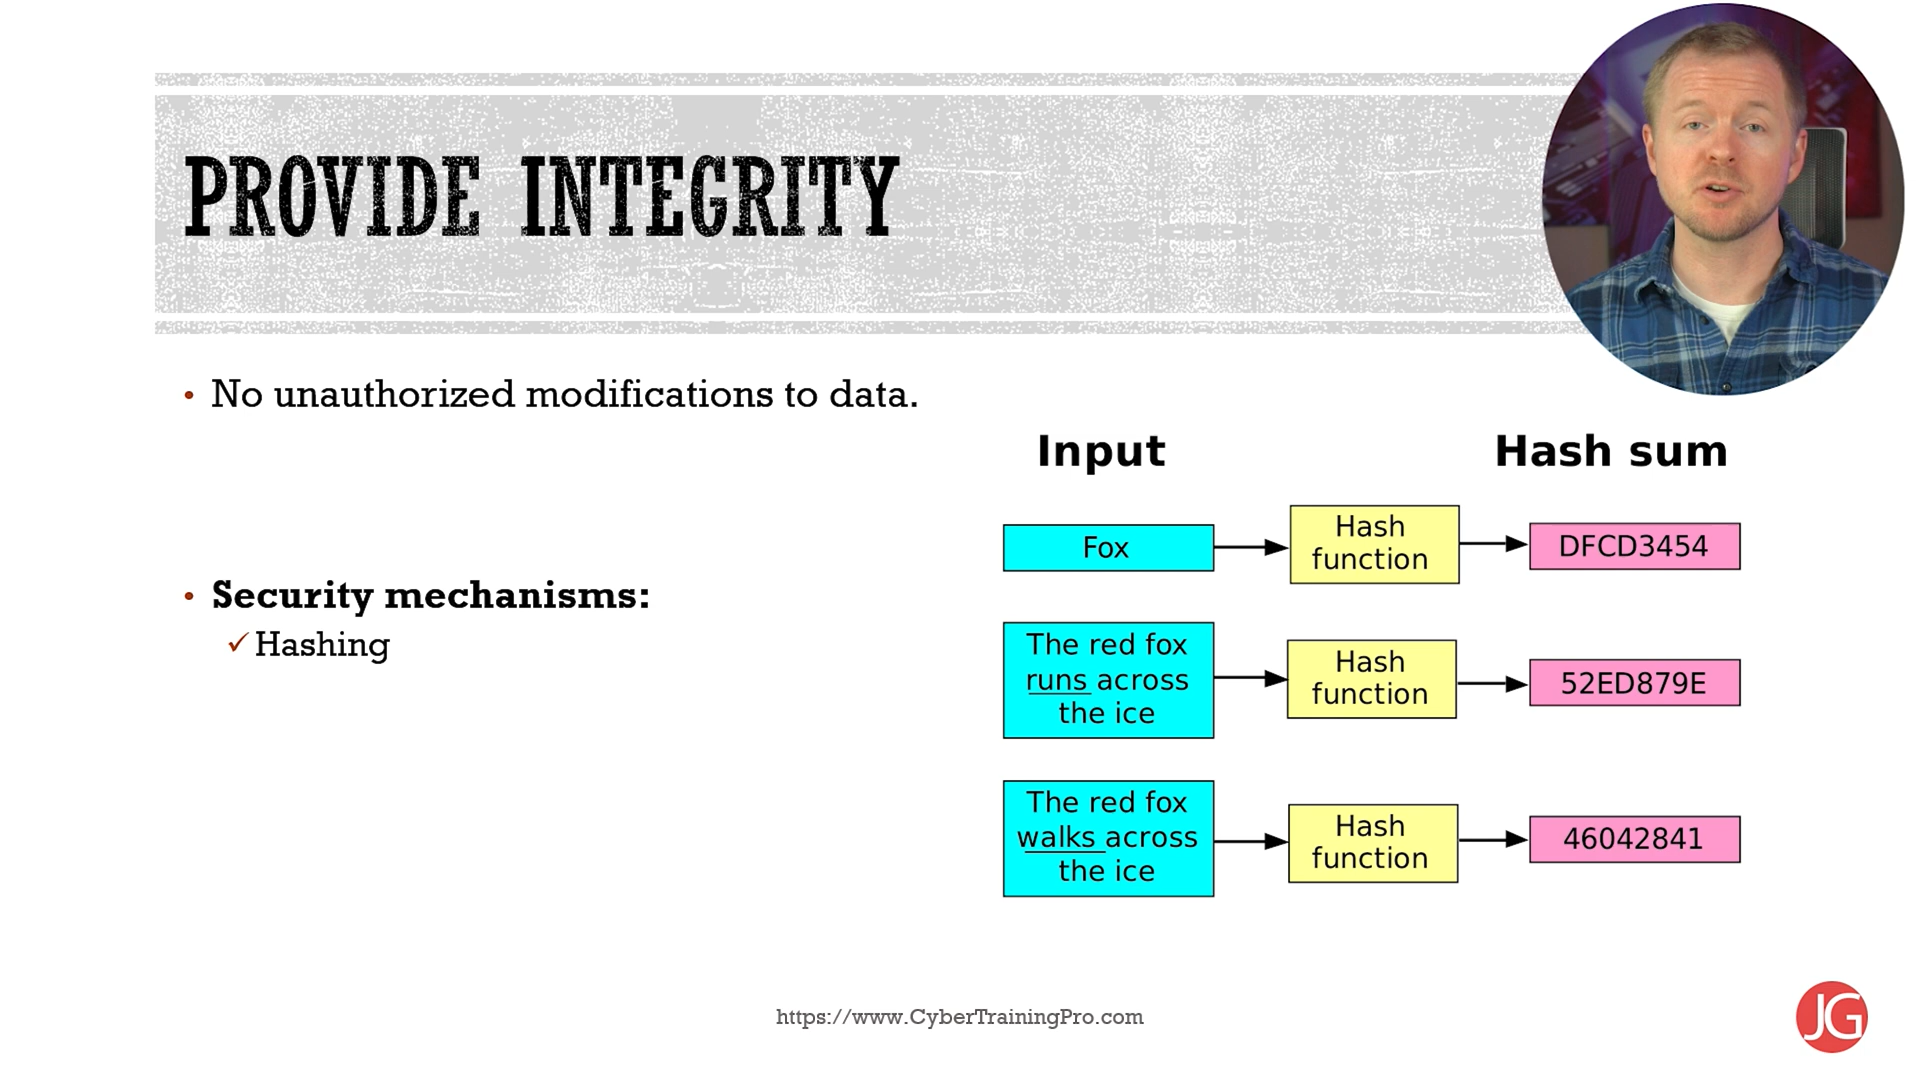 PROVIDE INTEGRITY
• No unauthorized modifications to data.
• Security mechanisms:
✓ Hashing
Input
Hash sum
Fox
Hash
function
DFCD3454
The red fox
runs across
the ice
Hash
function
52ED879E
The red fox
walks across
the ice
Hash
function
46042841
https://www.CyberTrainingPro.com
JG